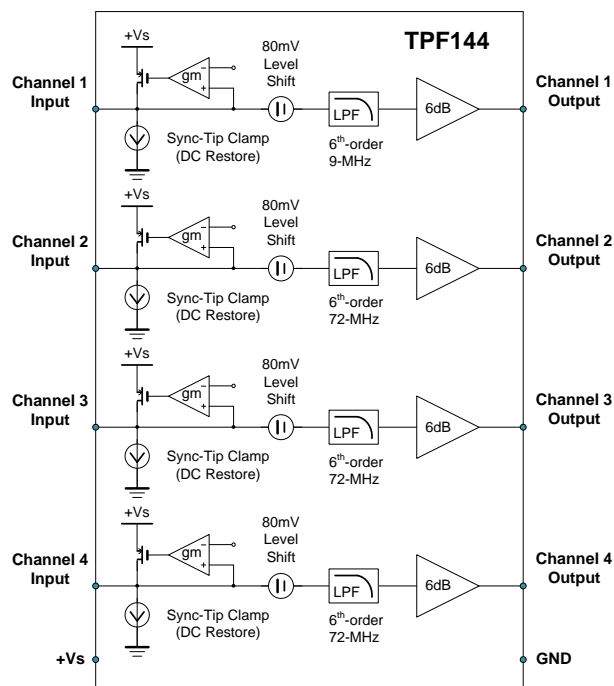 TPF144
+Vs
80mV
Level
Shift
Channel 1
Input
gm
−
+
LPF
6dB
Channel 1
Output
Sync-Tip Clamp
(DC Restore)
6th-order
9-MHz
+Vs
80mV
Level
Shift
Channel 2
Input
gm
−
+
LPF
6dB
Channel 2
Output
Sync-Tip Clamp
(DC Restore)
6th-order
72-MHz
+Vs
80mV
Level
Shift
Channel 3
Input
gm
−
+
LPF
6dB
Channel 3
Output
Sync-Tip Clamp
(DC Restore)
6th-order
72-MHz
+Vs
80mV
Level
Shift
Channel 4
Input
gm
−
+
LPF
6dB
Channel 4
Output
Sync-Tip Clamp
(DC Restore)
6th-order
72-MHz
+Vs
GND